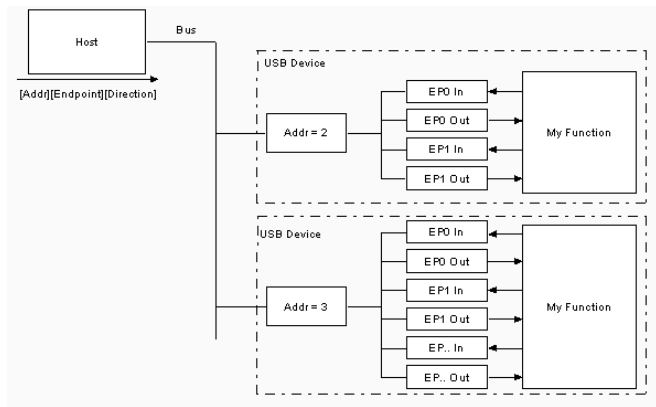 Host
Bus
[Addr][Endpoint][Direction]
USB Device
Addr = 2
EP0 In
EP0 Out
EP1 In
EP1 Out
My Function
USB Device
Addr = 3
EP0 In
EP0 Out
EP1 In
EP1 Out
EP.. In
EP.. Out
My Function